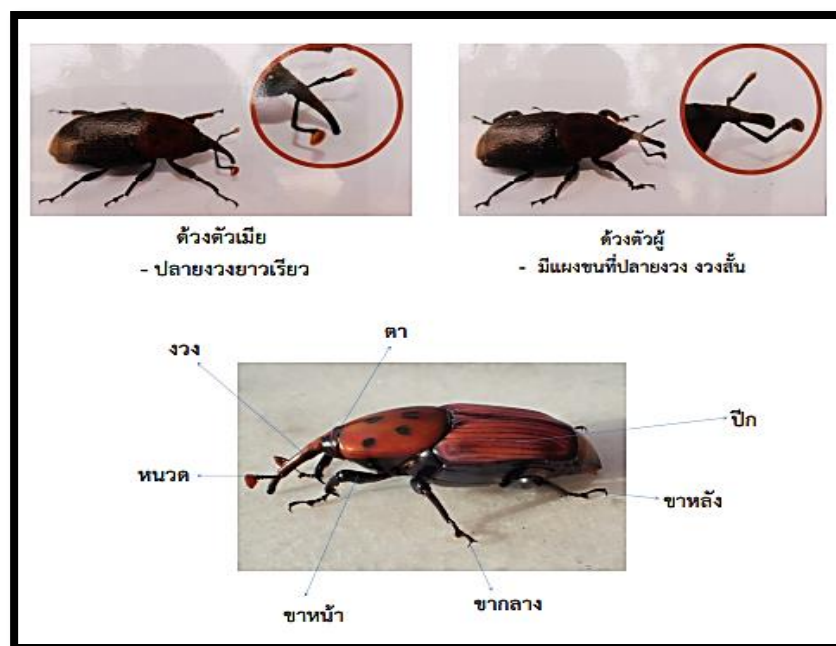 ด้วงตัวเมีย
- ปลายงวงยาวเรียว
ด้วงตัวผู้
- มีแผงขนที่ปลายงวง งวงสั้น
ตา
งวง
ปีก
หนวด
ขาหลัง
ขาหน้า
ขากลาง